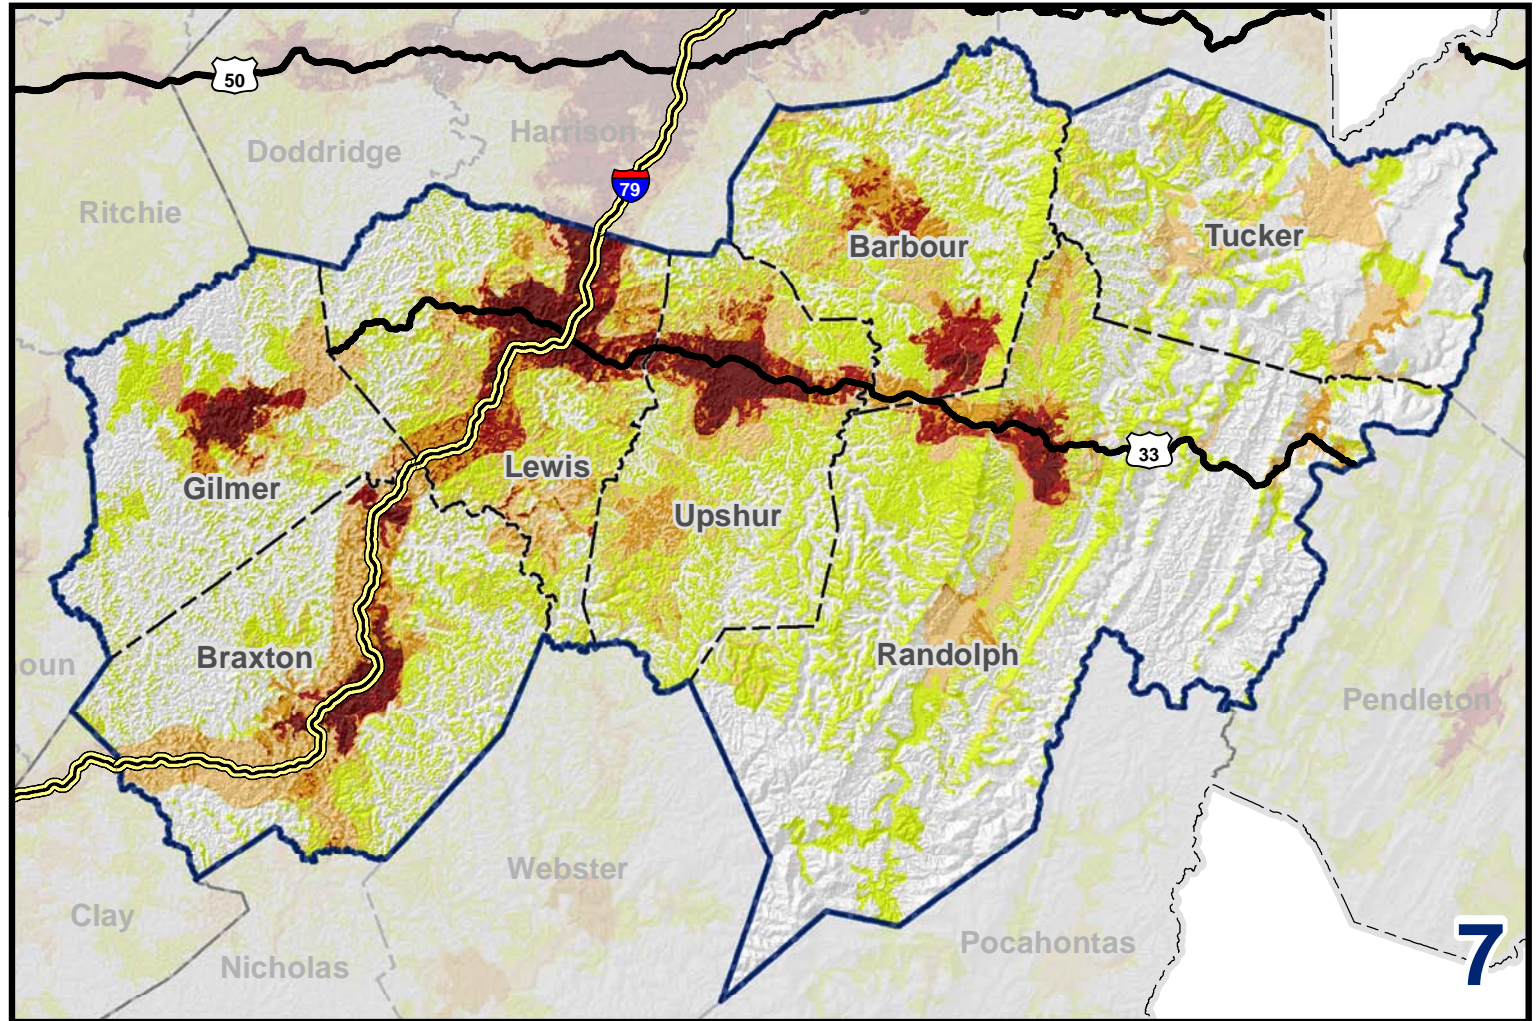 50
Doddridge
Harrison
79
Ritchie
Barbour
Tucker
33
Lewis
Gilmer
Upshur
Braxton
oun
Randolph
Pendleton
Webster
Clay
Pocahontas
Nicholas
7